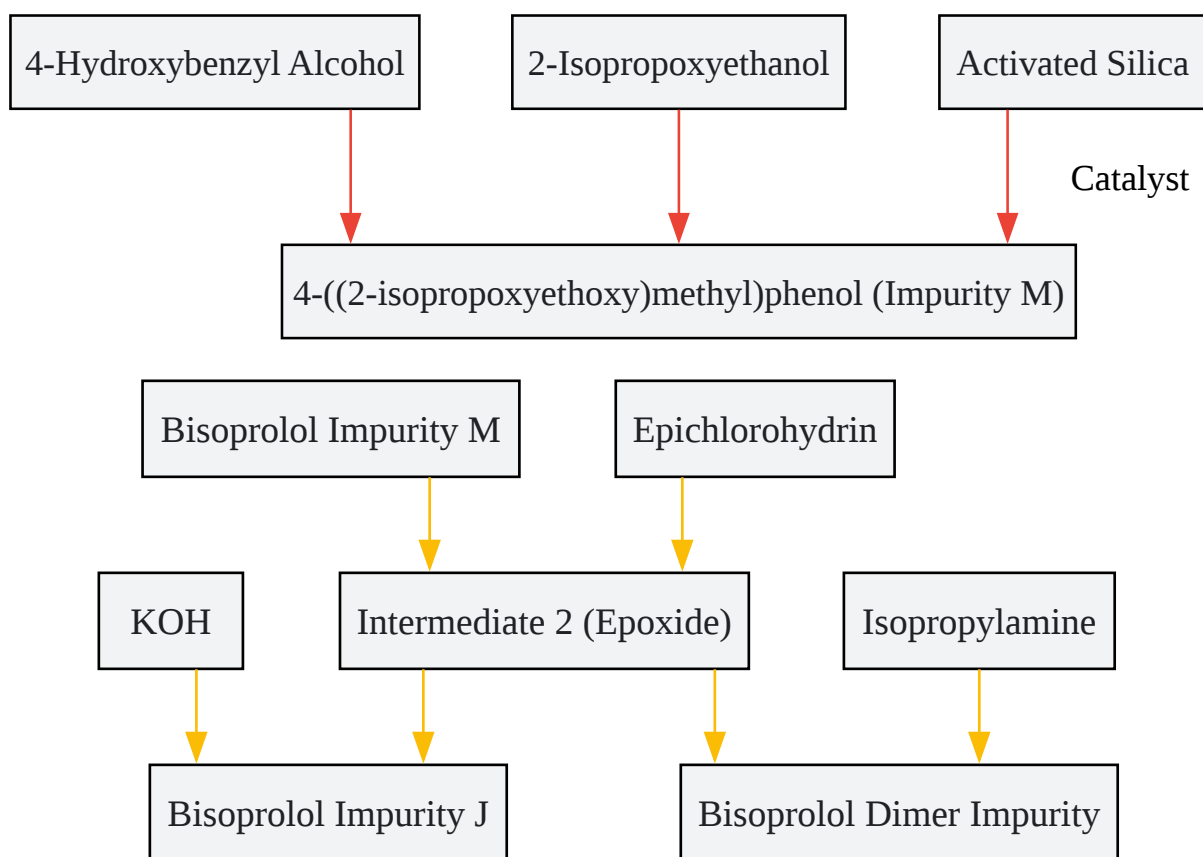 4-Hydroxybenzyl Alcohol
2-Isopropoxyethanol
Activated Silica
Catalyst
4-((2-isopropoxyethoxy)methyl)phenol (Impurity M)
Bisoprolol Impurity M
Epichlorohydrin
KOH
Intermediate 2 (Epoxide)
Isopropylamine
Bisoprolol Impurity J
Bisoprolol Dimer Impurity